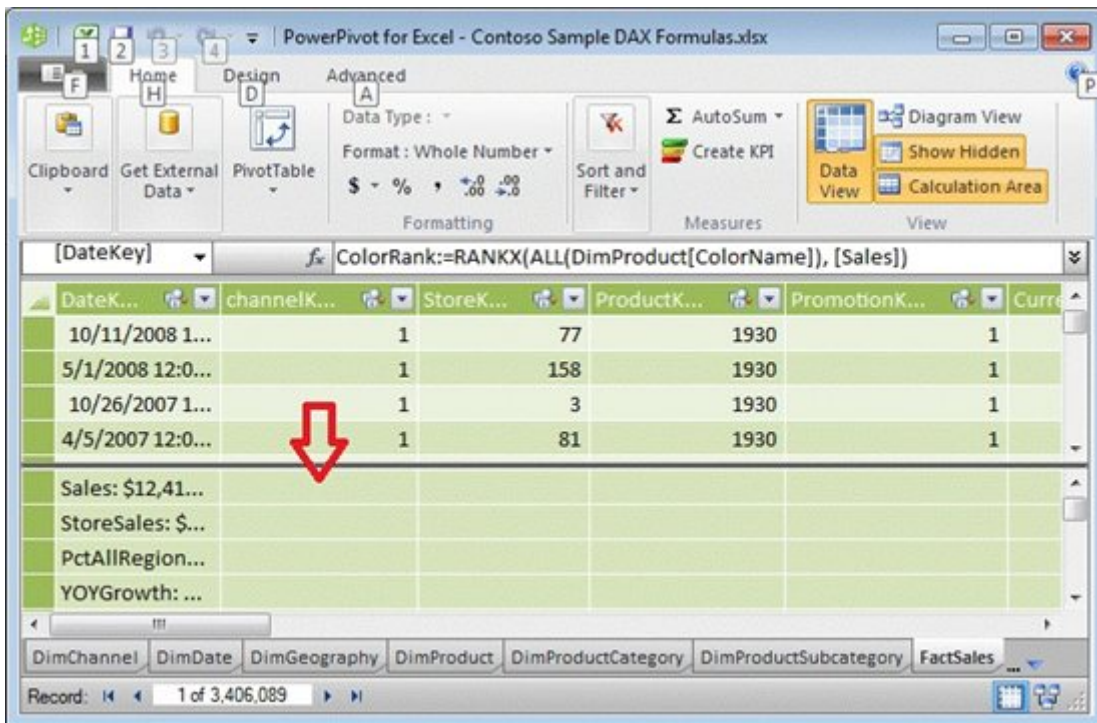 1 2 3 4 PowerPivot for Excel - Contoso Sample DAX Formulas.xlsx
F Home Design Advanced
H D A P
Clipboard
Get External Data
PivotTable
Data Type :
Format : Whole Number
$ % , .00 .00
Formatting
Sort and Filter
Σ AutoSum
Create KPI
Measures
Data View
Diagram View
Show Hidden
Calculation Area
View
[DateKey] fx ColorRank:=RANKX(ALL(DimProduct[ColorName]), [Sales])
DateK... channelK... StoreK... ProductK... PromotionK... Curre
10/11/2008 1... 1 77 1930 1
5/1/2008 12:0... 1 158 1930 1
10/26/2007 1... 1 3 1930 1
4/5/2007 12:0... 1 81 1930 1
Sales: $12,41...
StoreSales: $...
PctAllRegion...
YOYGrowth: ...
DimChannel DimDate DimGeography DimProduct DimProductCategory DimProductSubcategory FactSales ...
Record: 1 of 3,406,089